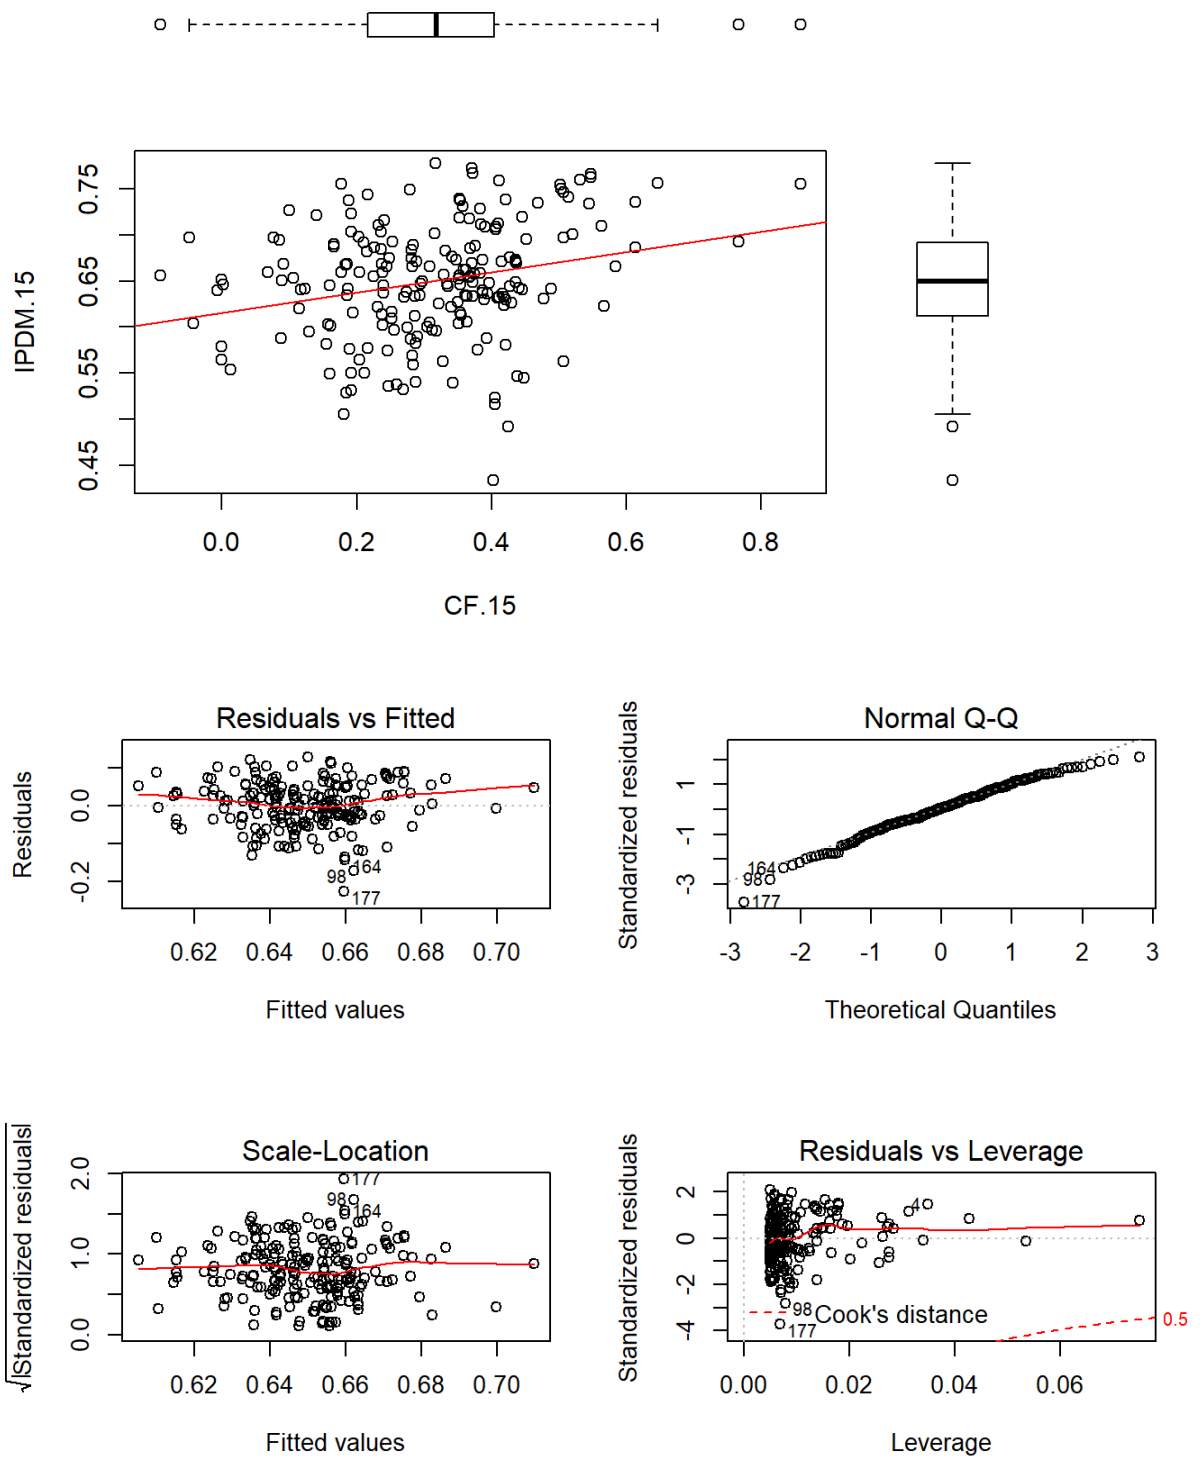 0.75
0.65
0.55
0.45
IPDM.15
0.0 0.2 0.4 0.6 0.8
CF.15
Residuals vs Fitted
Residuals
0.0
-0.2
164
98
177
0.62 0.64 0.66 0.68 0.70
Fitted values
Normal Q-Q
Standardized residuals
1
-1
-3
164
98
177
-3 -2 -1 0 1 2 3
Theoretical Quantiles
Scale-Location
√|Standardized residuals|
2.0
1.0
0.0
177
98
164
0.62 0.64 0.66 0.68 0.70
Fitted values
Residuals vs Leverage
Standardized residuals
2
0
-2
-4
4
98
177
Cook's distance
0.5
0.00 0.02 0.04 0.06
Leverage